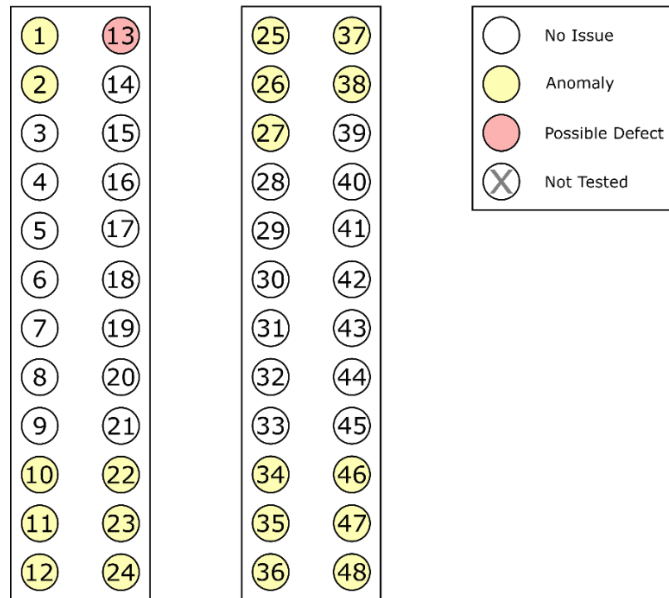 1 13 25 37 No Issue
2 14 26 38 Anomaly
3 15 27 39 Possible Defect
4 16 28 40 X Not Tested
5 17 29 41
6 18 30 42
7 19 31 43
8 20 32 44
9 21 33 45
10 22 34 46
11 23 35 47
12 24 36 48